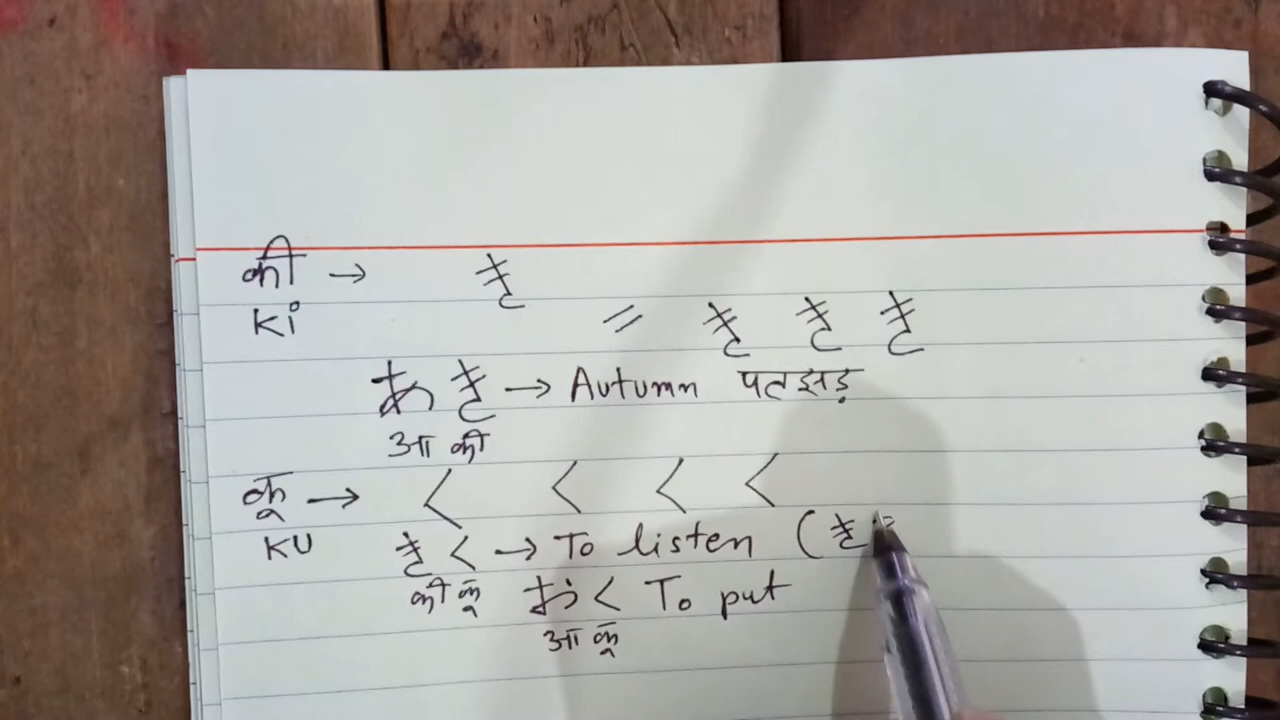 की → き
Ki
= き き き
あき → Autumn पतझड़
आ की
कु → く く く く
KU
きく → To listen (き
की कु おく To put
आ कु